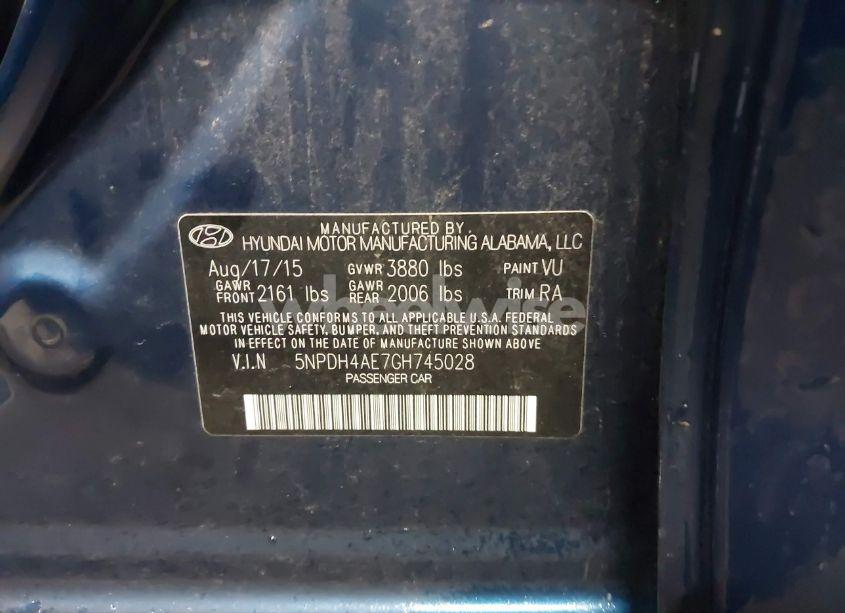 MANUFACTURED BY
HYUNDAI MOTOR MANUFACTURING ALABAMA, LLC
Aug/17/15 GVWR 3880 lbs PAINT VU
GAWR FRONT 2161 lbs GAWR REAR 2006 lbs TRIM RA
THIS VEHICLE CONFORMS TO ALL APPLICABLE U.S.A. FEDERAL
MOTOR VEHICLE SAFETY, BUMPER, AND THEFT PREVENTION STANDARDS
IN EFFECT ON THE DATE OF MANUFACTURE SHOWN ABOVE
V.I.N 5NPDH4AE7GH745028
PASSENGER CAR
wheelwise